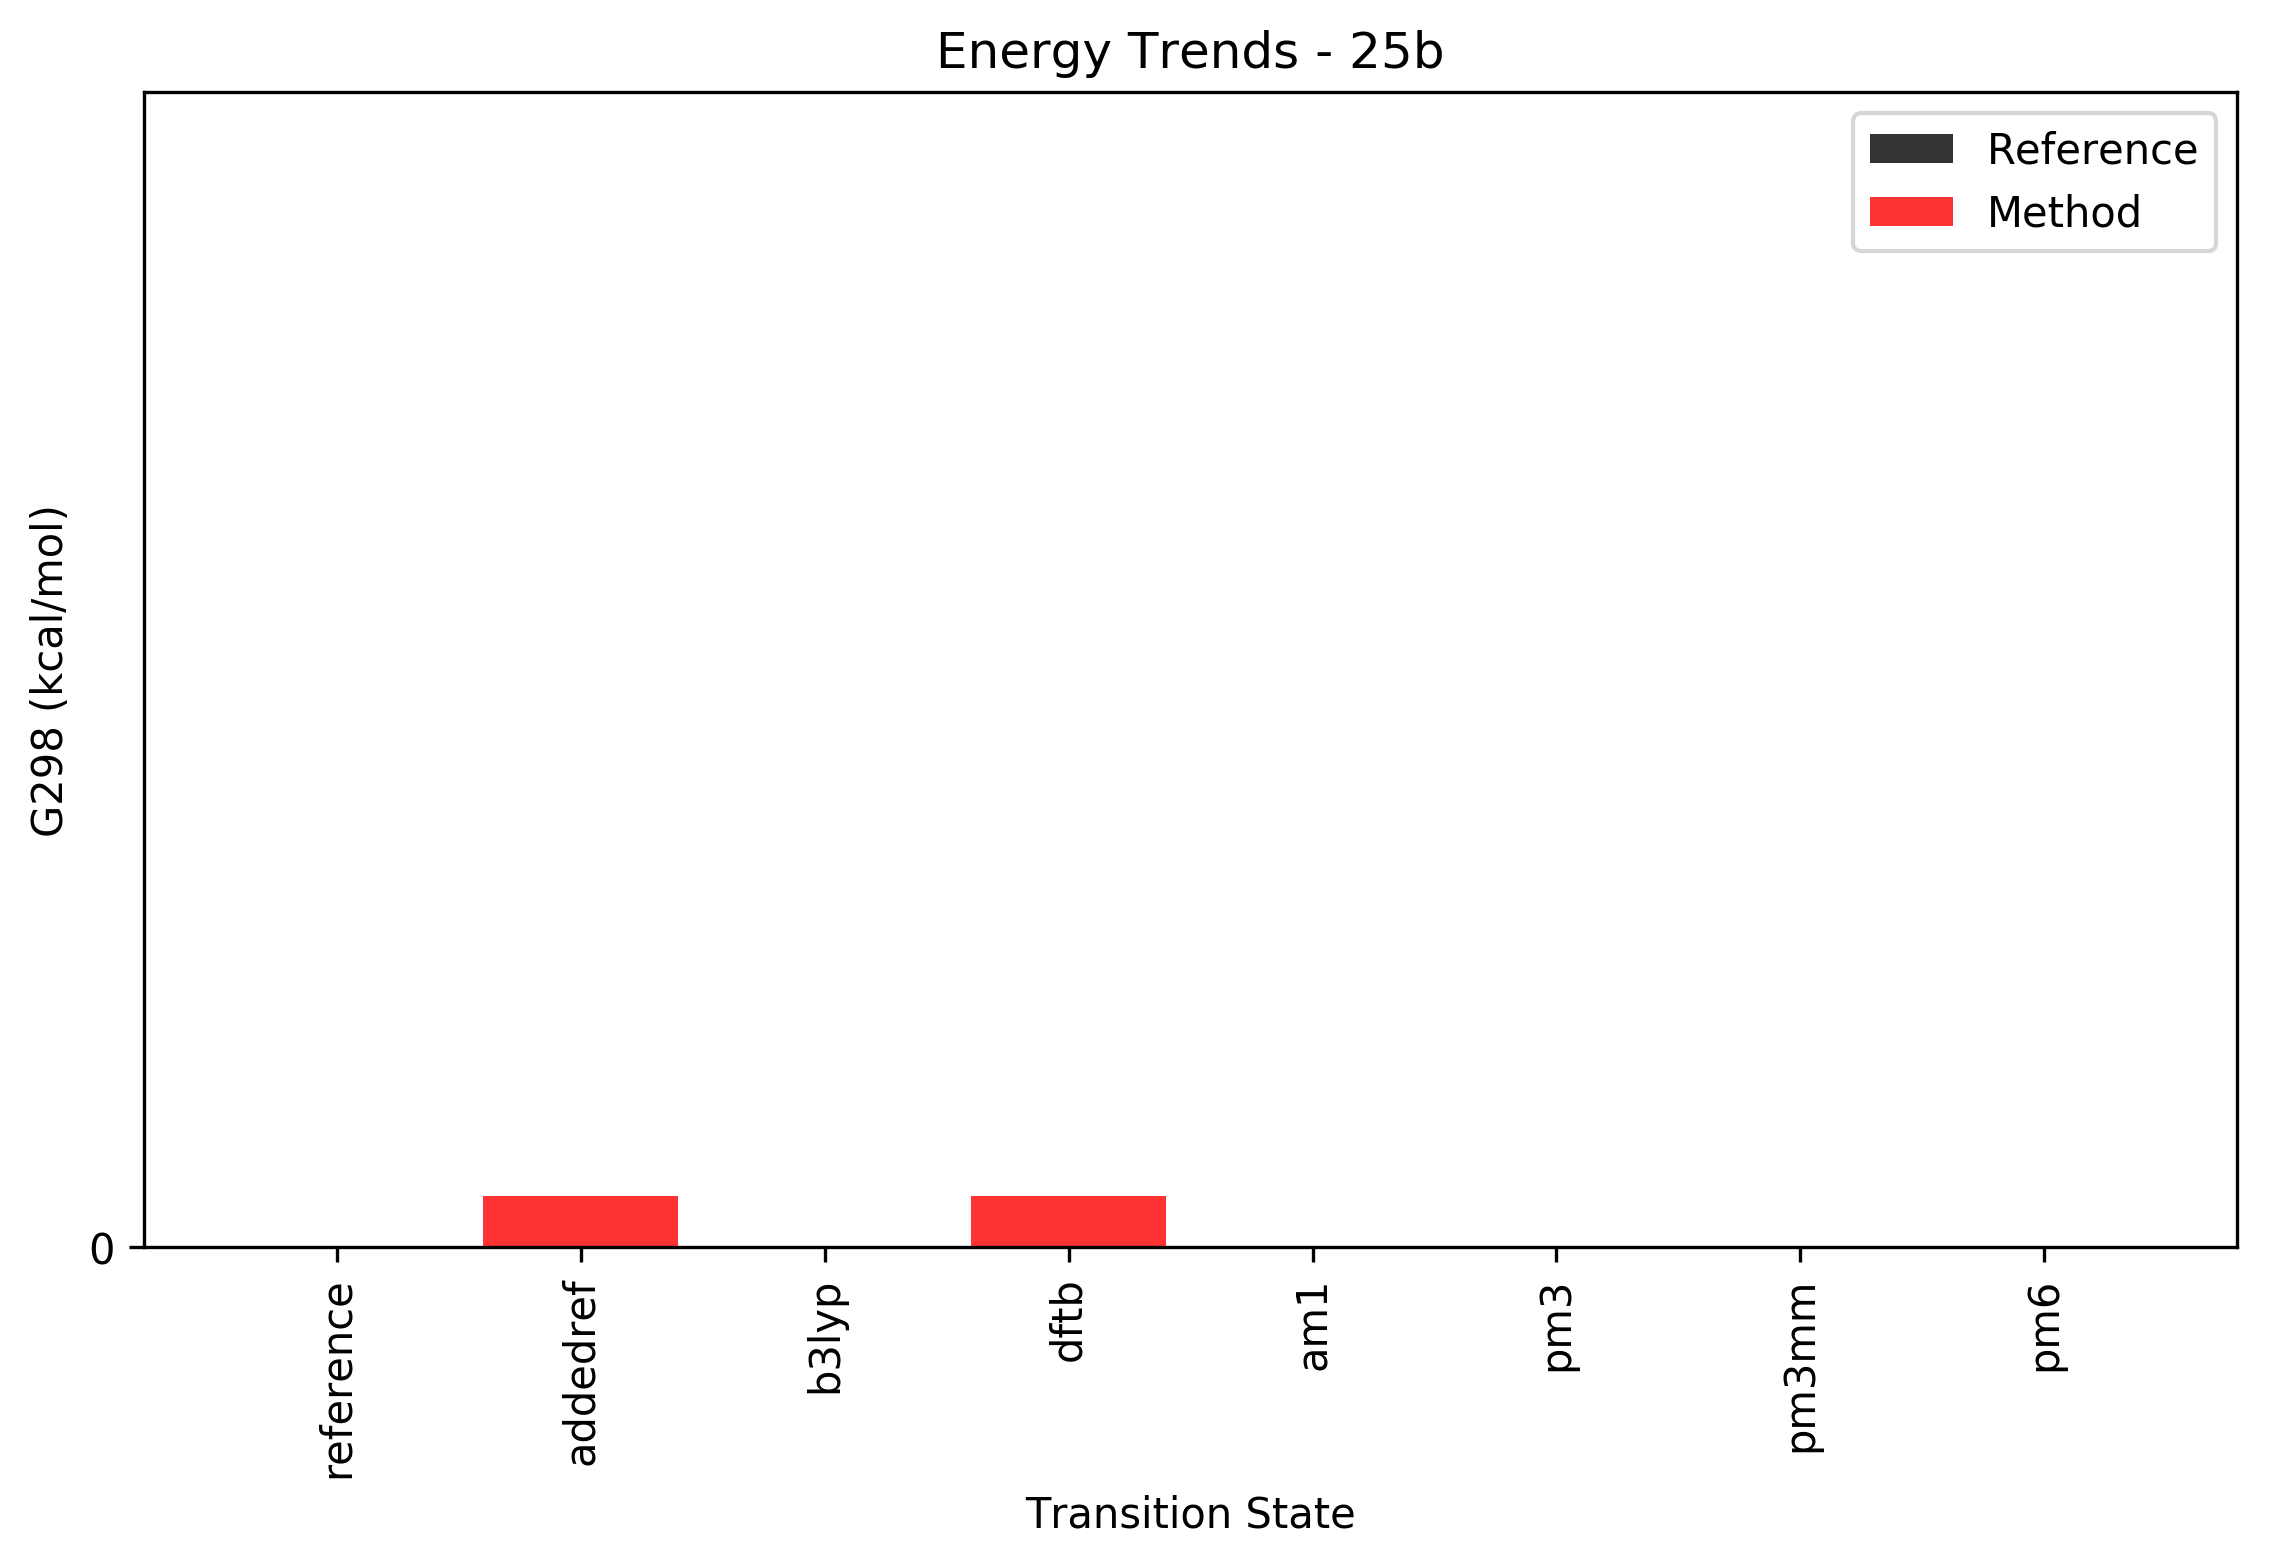 Energy Trends - 25b
Reference
Method
G298 (kcal/mol)
0
reference
addedref
b3lyp
dftb
am1
pm3
pm3mm
pm6
Transition State